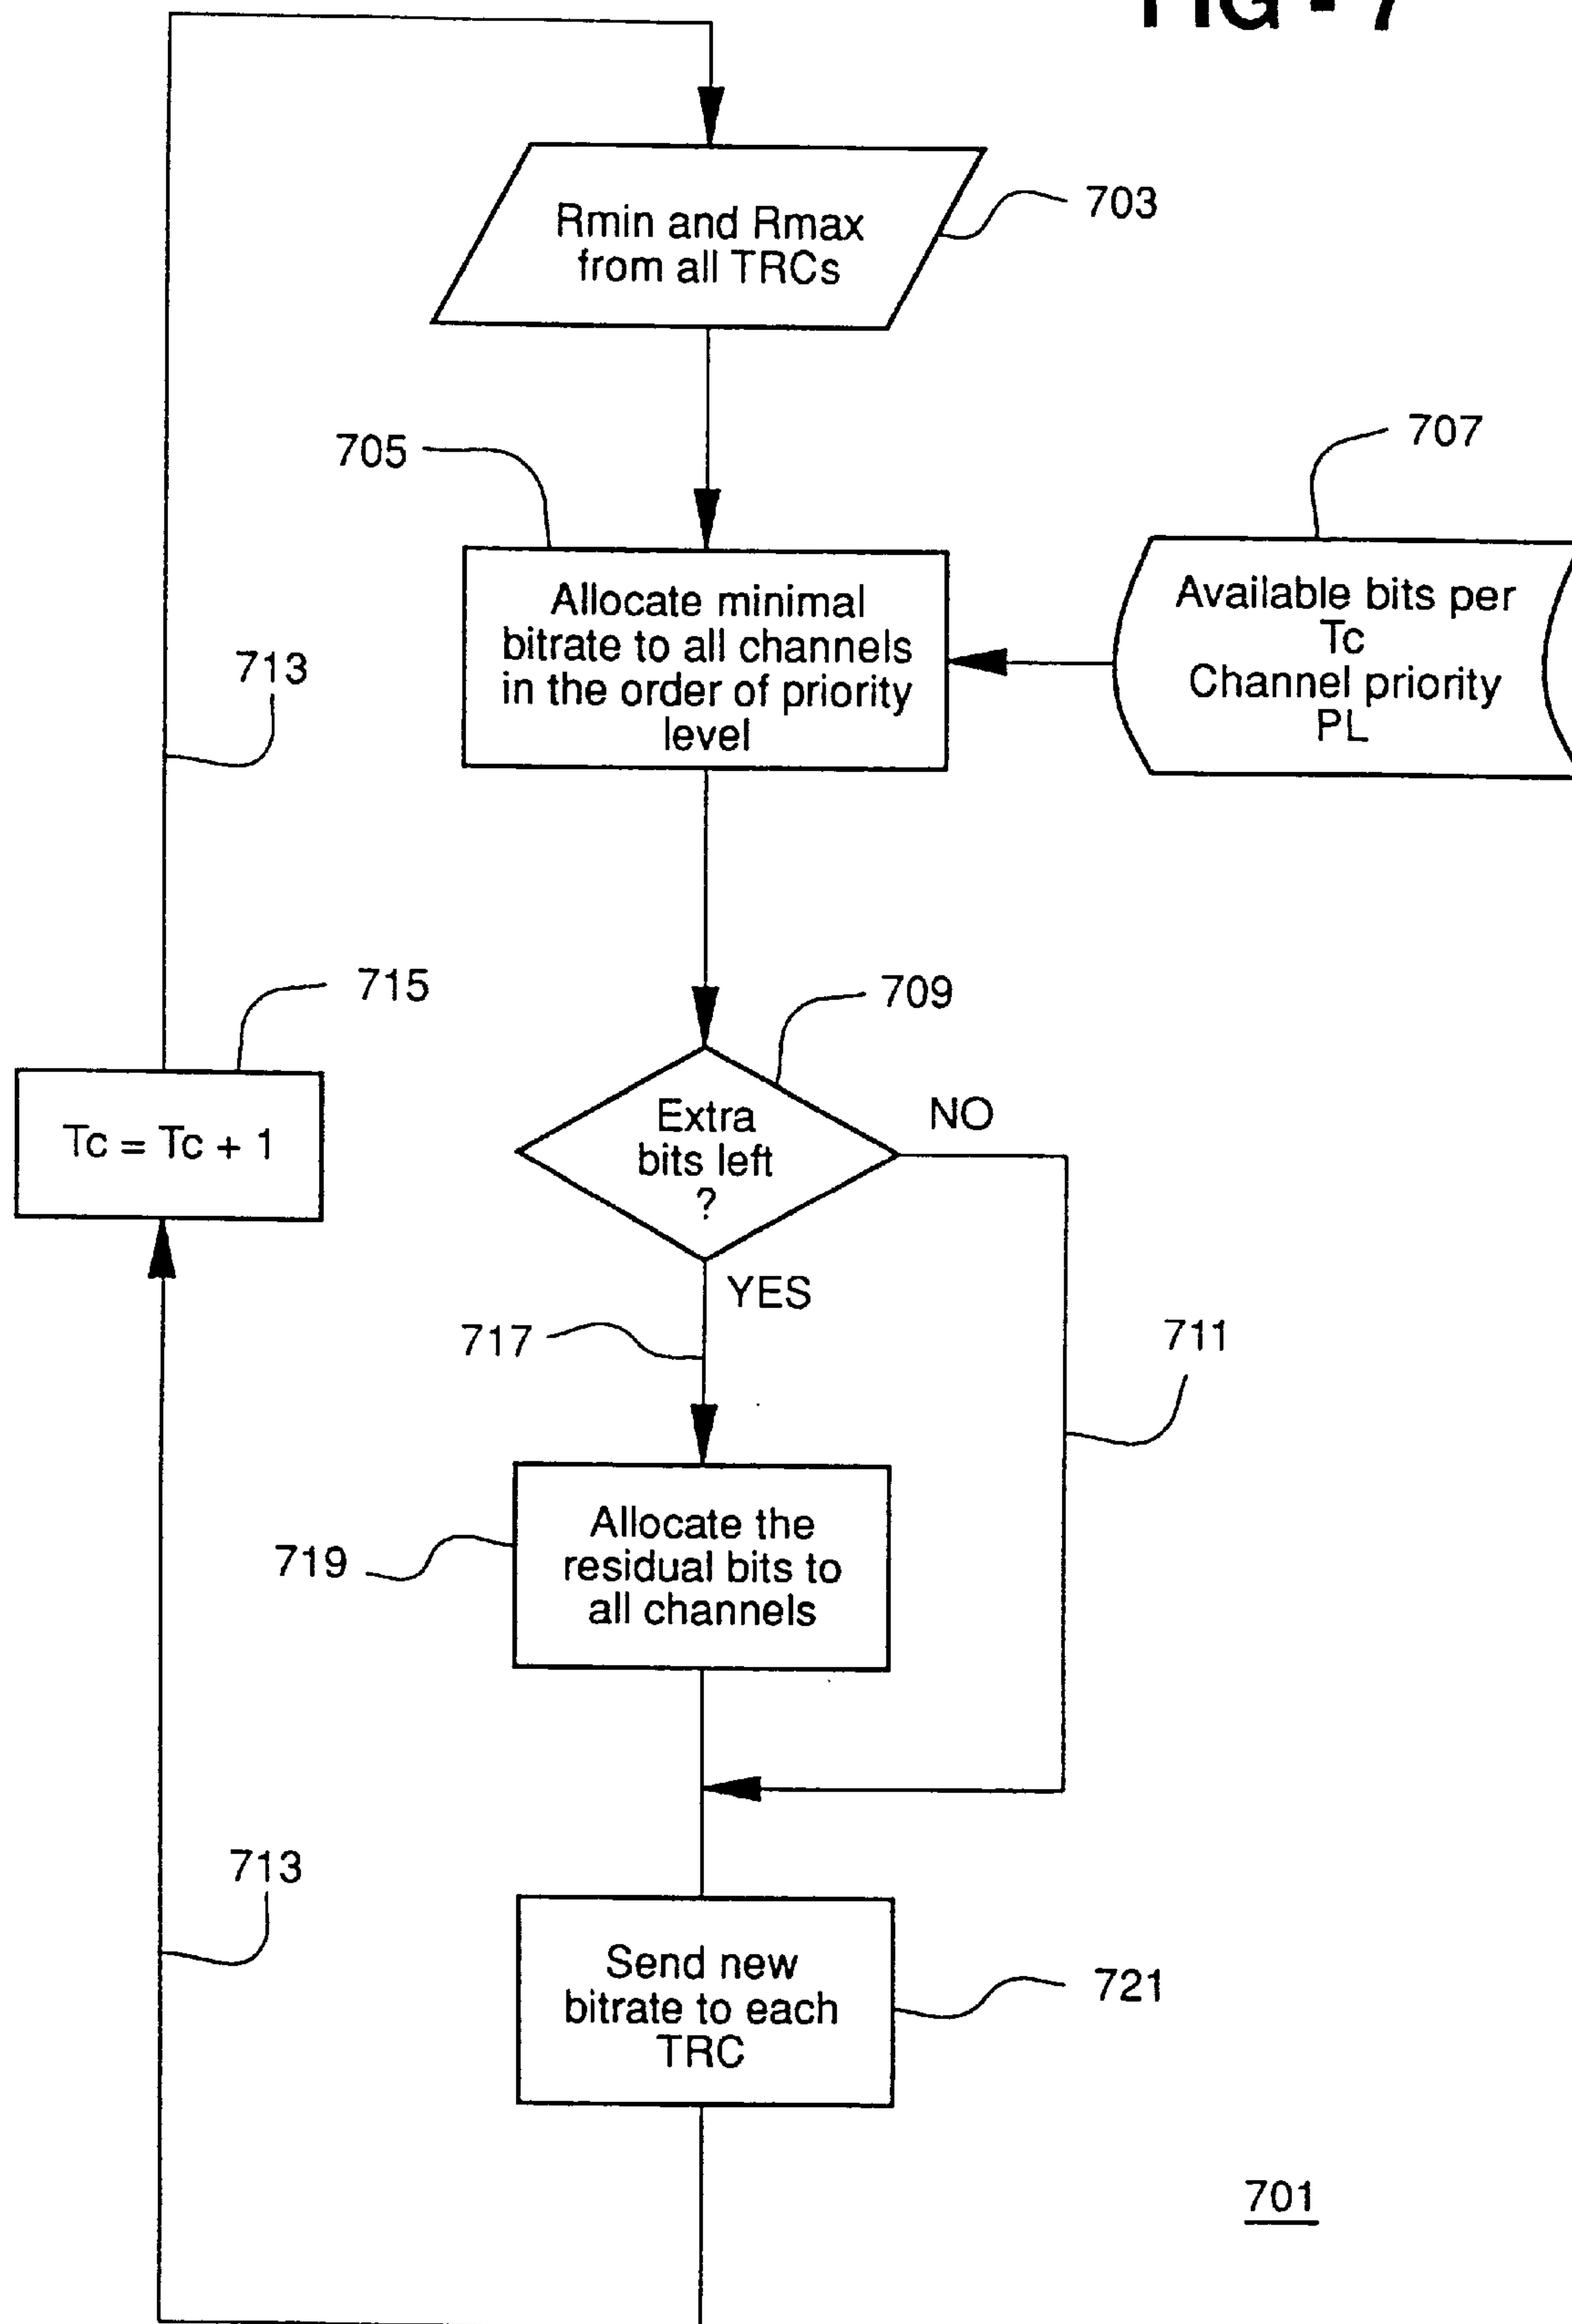 FIG - 7
Rmin and Rmax
from all TRCs
703
705
707
Allocate minimal
bitrate to all channels
in the order of priority
level
Available bits per
Tc
Channel priority
PL
713
715
709
Tc = Tc + 1
Extra
bits left
?
NO
YES
717
711
Allocate the
residual bits to
all channels
719
713
Send new
bitrate to each
TRC
721
701